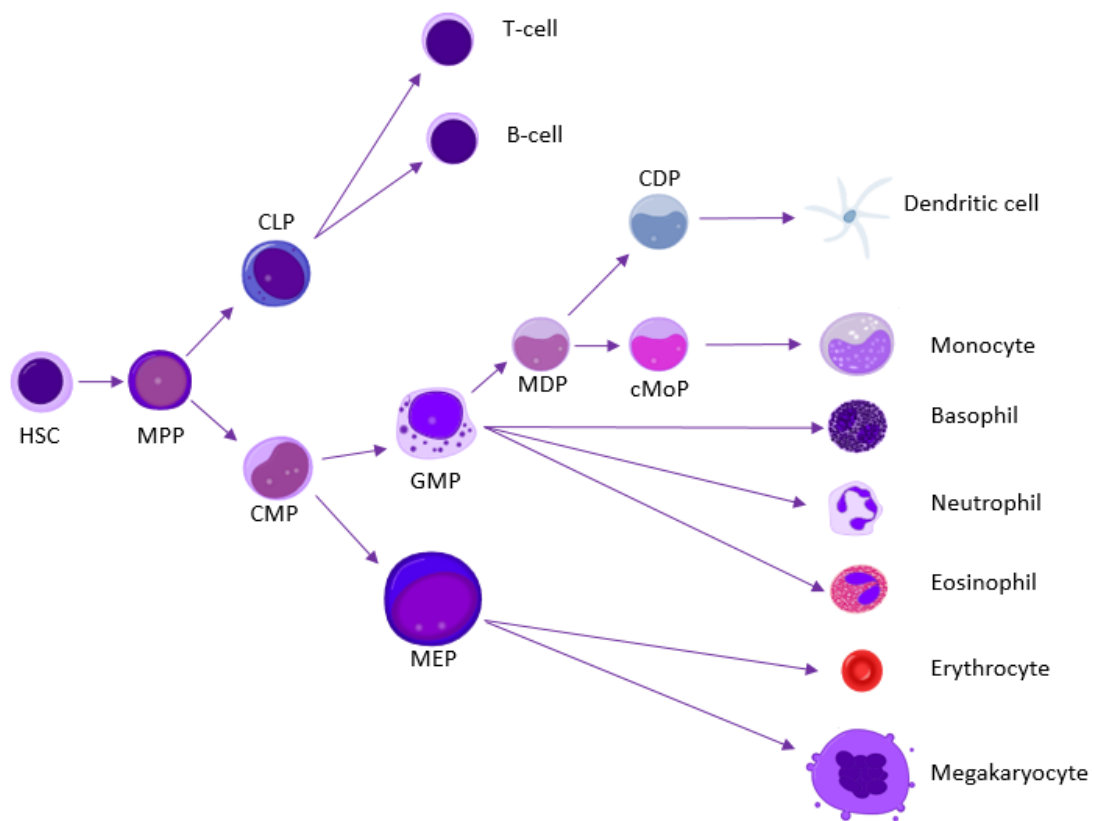 T-cell
B-cell
CDP
Dendritic cell
CLP
Monocyte
MDP
cMoP
Basophil
HSC
MPP
GMP
Neutrophil
CMP
Eosinophil
MEP
Erythrocyte
Megakaryocyte